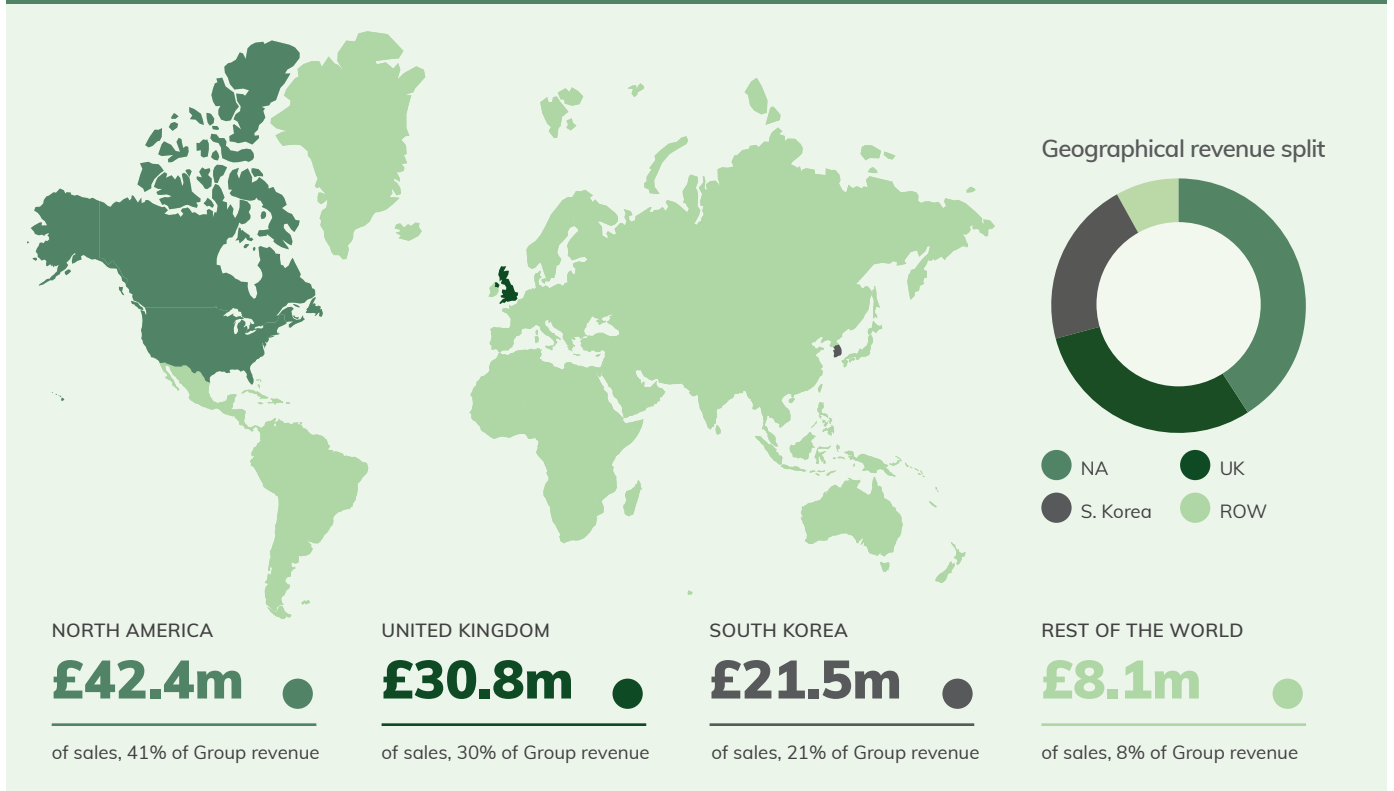 Geographical revenue split
NA
UK
S. Korea
ROW
NORTH AMERICA
£42.4m
of sales, 41% of Group revenue
UNITED KINGDOM
£30.8m
of sales, 30% of Group revenue
SOUTH KOREA
£21.5m
of sales, 21% of Group revenue
REST OF THE WORLD
£8.1m
of sales, 8% of Group revenue